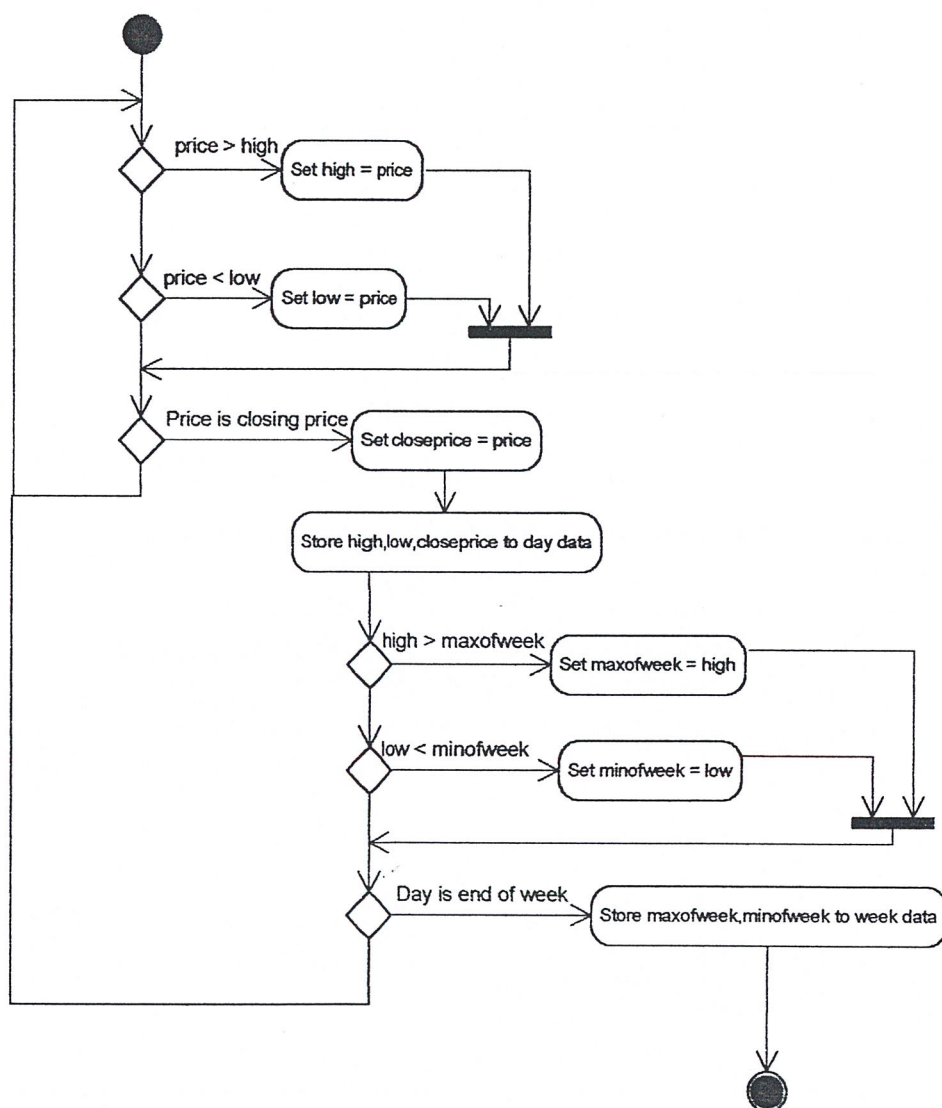 price > high
Set high = price
price < low
Set low = price
Price is closing price
Set closeprice = price
Store high,low,closeprice to day data
high > maxofweek
Set maxofweek = high
low < minofweek
Set minofweek = low
Day is end of week
Store maxofweek,minofweek to week data